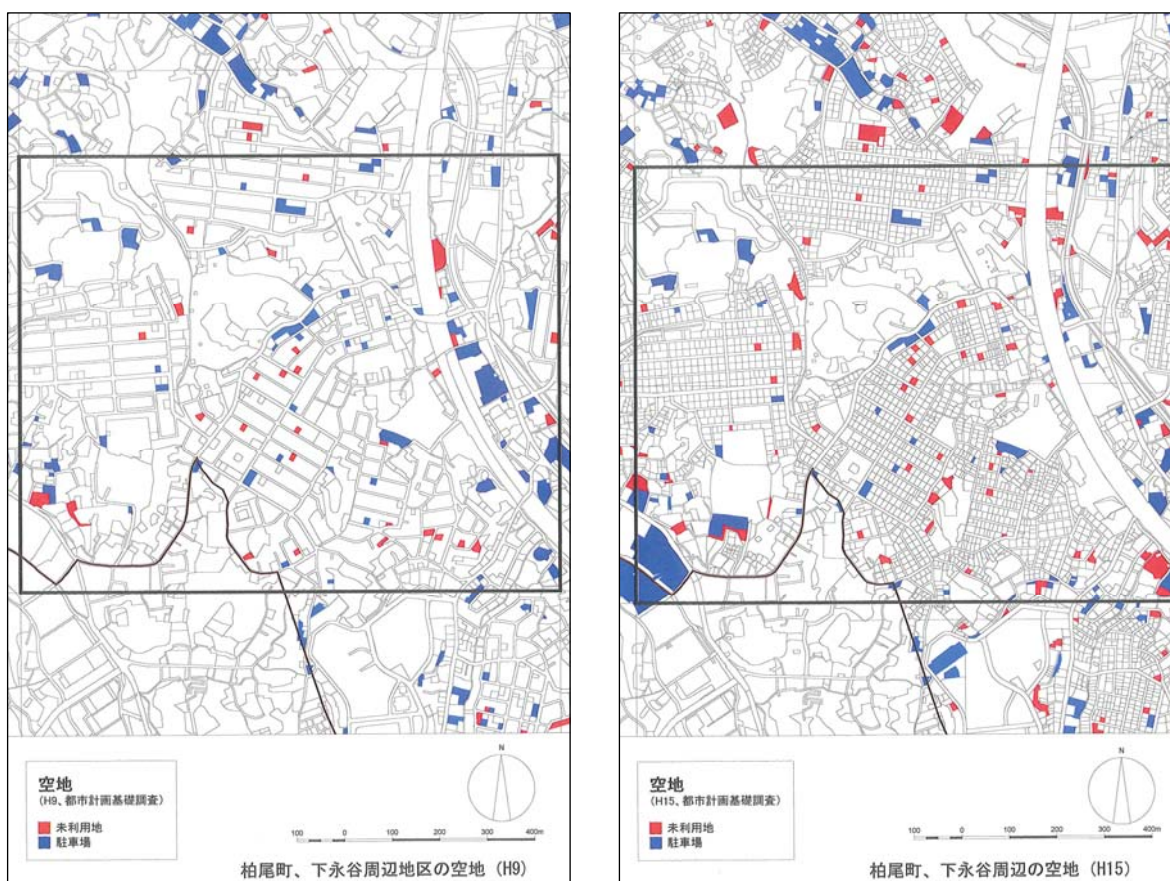 N
空地
(H9、都市計画基礎調査)
未利用地
駐車場
100 0 100 200 300 400m
柏尾町、下永谷周辺地区の空地 (H9)
N
空地
(H15、都市計画基礎調査)
未利用地
駐車場
100 0 100 200 300 400m
柏尾町、下永谷周辺の空地 (H15)